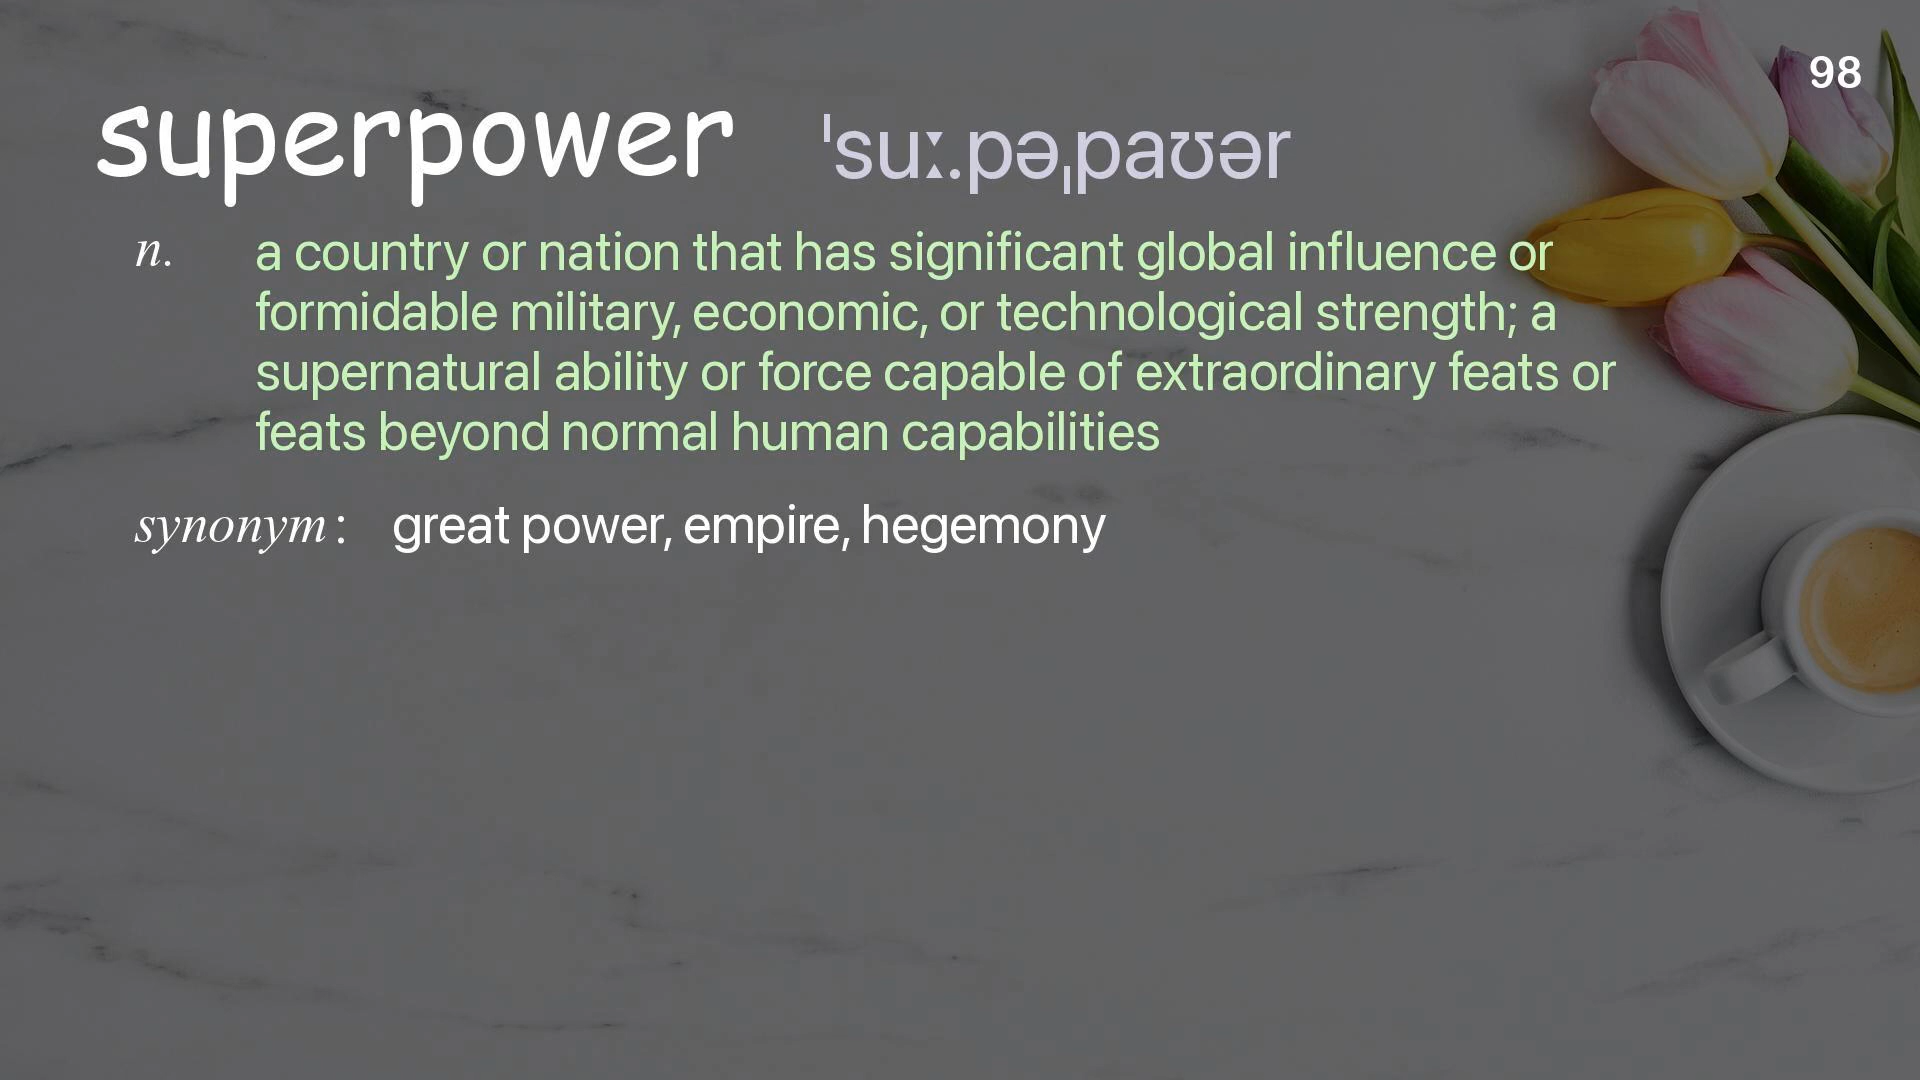 98
superpower ˈsuː.pəˌpaʊər
n. a country or nation that has significant global influence or
formidable military, economic, or technological strength; a
supernatural ability or force capable of extraordinary feats or
feats beyond normal human capabilities
synonym: great power, empire, hegemony